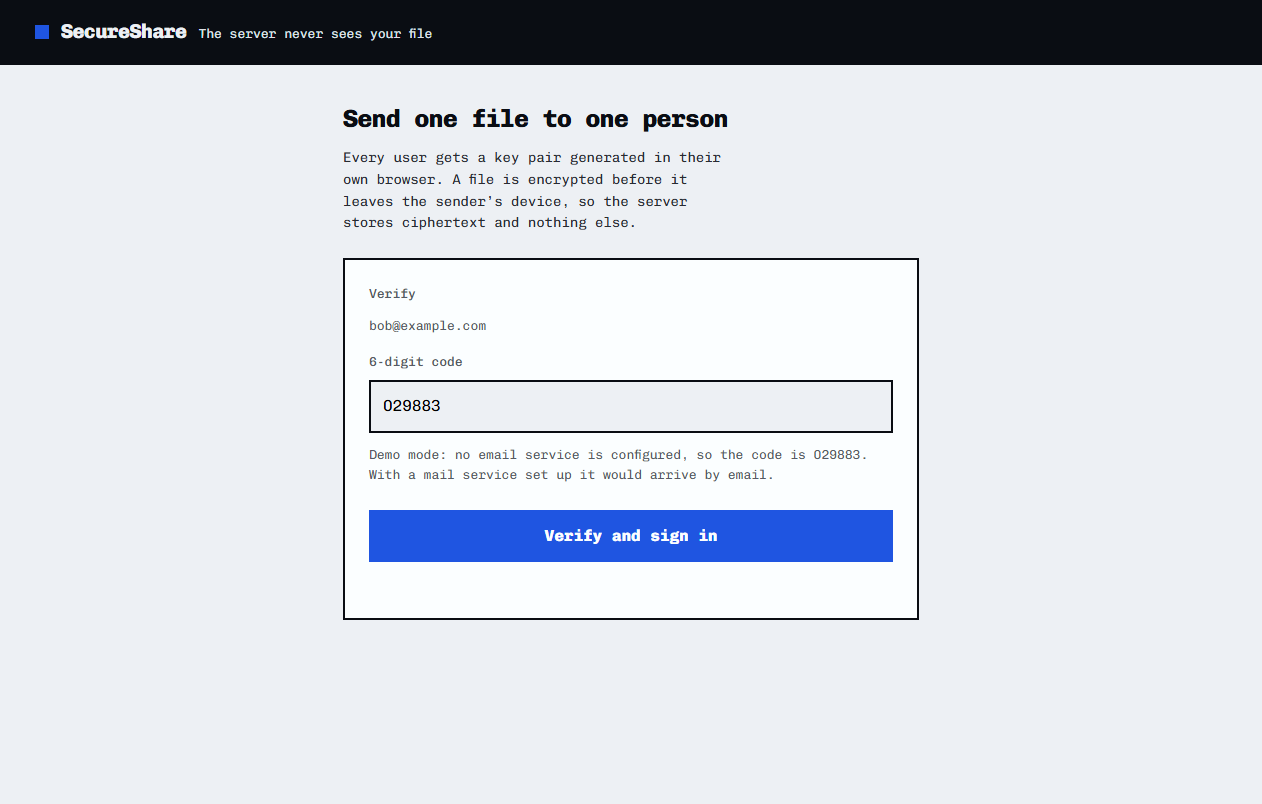 SecureShare The server never sees your file
Send one file to one person
Every user gets a key pair generated in their
own browser. A file is encrypted before it
leaves the sender’s device, so the server
stores ciphertext and nothing else.
Verify
bob@example.com
6-digit code
029883
Demo mode: no email service is configured, so the code is 029883.
With a mail service set up it would arrive by email.
Verify and sign in